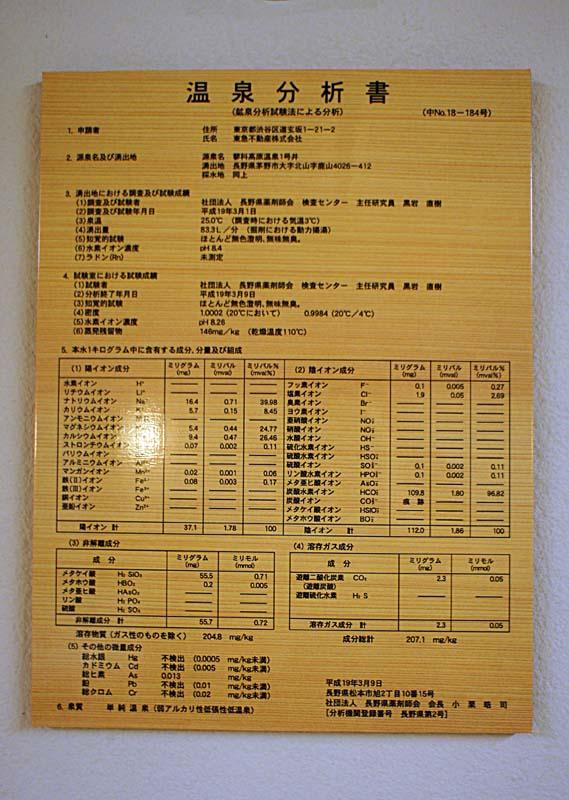 温泉分析書
(鉱泉分析試験法による分析) (中No.18-184号)
1. 申請者 住所 東京都渋谷区道玄坂1-21-2
氏名 東急不動産株式会社
2. 源泉名及び湧出地 源泉名 蓼科高原温泉1号井
湧出地 長野県茅野市大字北山字鹿山4026-412
採水地 同上
3. 湧出地における調査及び試験成績
(1)調査及び試験者 社団法人 長野県薬剤師会 検査センター 主任研究員 黒岩 直樹
(2)調査及び試験年月日 平成19年3月1日
(3)泉温 25.0℃ (調査時における気温3℃)
(4)湧出量 83.3L/分 (掘削における動力揚湯)
(5)知覚的試験 ほとんど無色澄明、無味無臭。
(6)水素イオン濃度 pH 8.4
(7)ラドン(Rn) 未測定
4. 試験室における試験成績
(1)試験者 社団法人 長野県薬剤師会 検査センター 主任研究員 黒岩 直樹
(2)分析終了年月日 平成19年3月9日
(3)知覚的試験 ほとんど無色澄明、無味無臭。
(4)密度 1.0002 (20℃において) 0.9984 (20℃/4℃)
(5)水素イオン濃度 pH 8.26
(6)蒸発残留物 146mg/kg (乾燥温度110℃)
5. 本水1キログラム中に含有する成分、分量及び組成
(1) 陽イオン成分 ミリグラム(mg) ミリバル(mval) ミリバル%(mval%)
水素イオン H⁺
リチウムイオン Li⁺
ナトリウムイオン Na⁺ 16.4 0.71 39.98
カリウムイオン K⁺ 5.7 0.15 8.45
アンモニウムイオン
マグネシウムイオン 5.4 0.44 24.77
カルシウムイオン 9.4 0.47 26.46
ストロンチウムイオン 0.07 0.002 0.11
バリウムイオン
アルミニウムイオン
マンガンイオン Mn²⁺ 0.02 0.001 0.06
鉄(Ⅱ)イオン Fe²⁺ 0.08 0.003 0.17
鉄(Ⅲ)イオン Fe³⁺
銅イオン Cu²⁺
亜鉛イオン Zn²⁺
陽イオン 計 37.1 1.78 100
(2) 陰イオン成分 ミリグラム(mg) ミリバル(mval) ミリバル%(mval%)
フッ素イオン F⁻ 0.1 0.005 0.27
塩素イオン Cl⁻ 1.9 0.05 2.69
臭素イオン Br⁻
ヨウ素イオン I⁻
亜硝酸イオン NO₂⁻
硝酸イオン NO₃⁻
水酸イオン OH⁻
硫化水素イオン HS⁻
硫酸水素イオン HSO₄⁻
硫酸イオン SO₄²⁻ 0.1 0.002 0.11
リン酸水素イオン HPO₄²⁻ 0.1 0.002 0.11
メタ亜ヒ酸イオン AsO₂⁻
炭酸水素イオン HCO₃⁻ 109.8 1.80 96.82
炭酸イオン CO₃²⁻ 痕跡
メタケイ酸イオン HSiO₃⁻
メタホウ酸イオン BO₂⁻
陰イオン 計 112.0 1.86 100
(3) 非解離成分
成分 ミリグラム(mg) ミリモル(mmol)
メタケイ酸 H₂SiO₃ 55.5 0.71
メタホウ酸 HBO₂ 0.2 0.005
メタ亜ヒ酸 HAsO₂
リン酸 H₃PO₄
硫酸 H₂SO₄
非解離成分 計 55.7 0.72
(4) 溶存ガス成分
成分 ミリグラム(mg) ミリモル(mmol)
遊離二酸化炭素 CO₂ 2.3 0.05
(遊離炭酸)
遊離硫化水素 H₂S
溶存ガス成分 計 2.3 0.05
溶存物質 (ガス性のものを除く) 204.8 mg/kg 成分総計 207.1 mg/kg
(5) その他の微量成分
総水銀 Hg 不検出 (0.0005 mg/kg未満)
カドミウム Cd 不検出 (0.005 mg/kg未満)
総ヒ素 As 0.013 mg/kg
鉛 Pb 不検出 (0.01 mg/kg未満)
総クロム Cr 不検出 (0.02 mg/kg未満)
6. 泉質 単純温泉 (弱アルカリ性低張性低温泉)
平成19年3月9日
長野県松本市旭2丁目10番15号
社団法人 長野県薬剤師会 会長 小栗 晧司
[分析機関登録番号 長野県第2号]